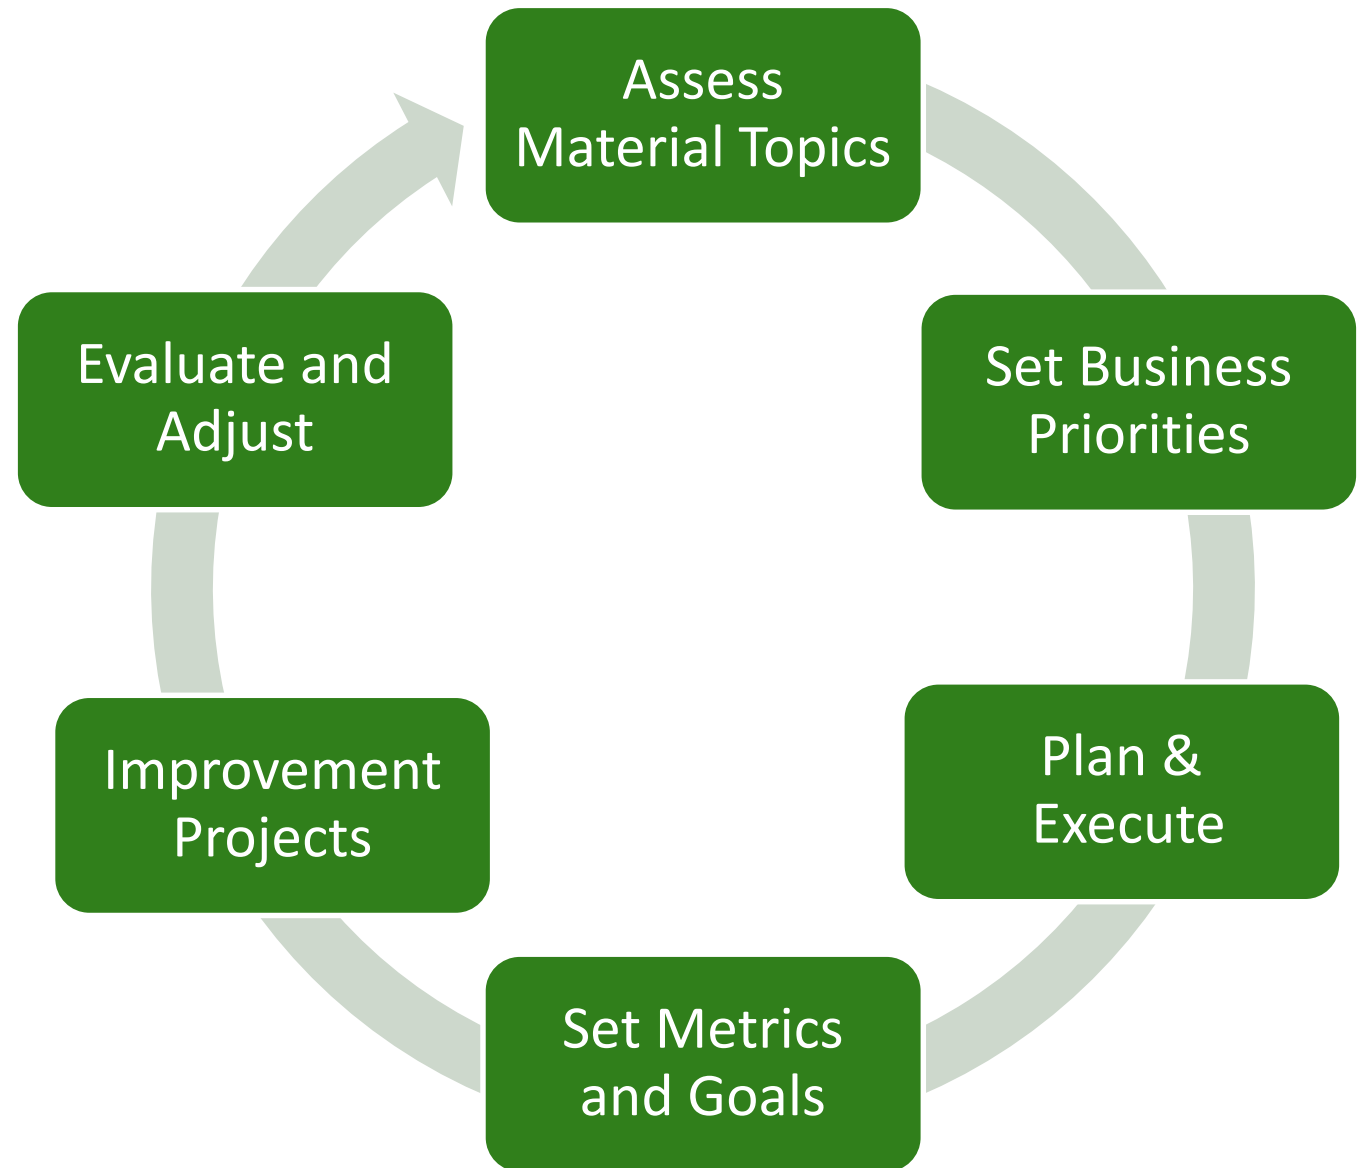 Assess
Material Topics
Set Business
Priorities
Plan &
Execute
Set Metrics
and Goals
Improvement
Projects
Evaluate and
Adjust